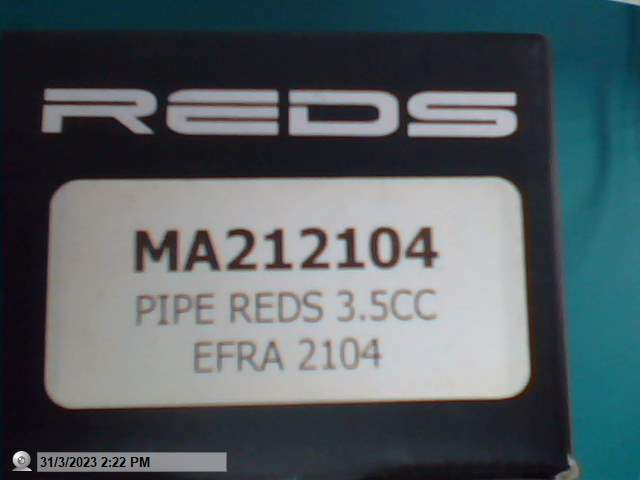 REDS
MA212104
PIPE REDS 3.5CC
EFRA 2104
31/3/2023 2:22 PM